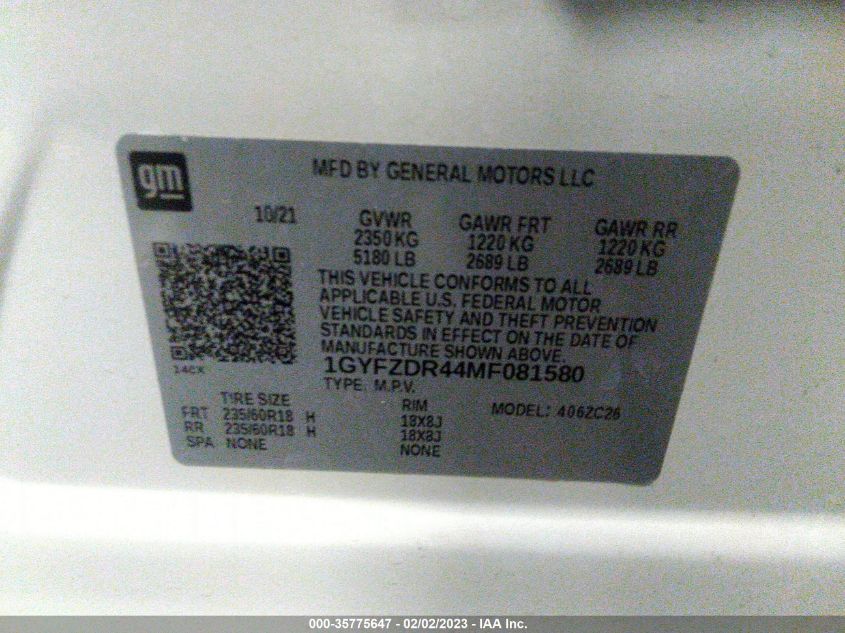 gm
MFD BY GENERAL MOTORS LLC
10/21
GVWR GAWR FRT GAWR RR
2350 KG 1220 KG 1220 KG
5180 LB 2689 LB 2689 LB
THIS VEHICLE CONFORMS TO ALL
APPLICABLE U.S. FEDERAL MOTOR
VEHICLE SAFETY AND THEFT PREVENTION
STANDARDS IN EFFECT ON THE DATE OF
MANUFACTURE SHOWN ABOVE.
1GYFZDR44MF081580
14CX
TYPE: M.P.V.
TIRE SIZE RIM MODEL: 406ZC26
FRT 235/60R18 H 18X8J
RR 235/60R18 H 18X8J
SPA NONE NONE
000-35775647 - 02/02/2023 - IAA Inc.